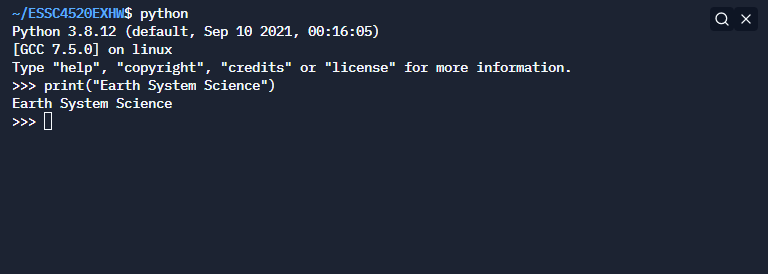 ~/ESSC4520EXHW$ python
Python 3.8.12 (default, Sep 10 2021, 00:16:05)
[GCC 7.5.0] on linux
Type "help", "copyright", "credits" or "license" for more information.
>>> print("Earth System Science")
Earth System Science
>>>